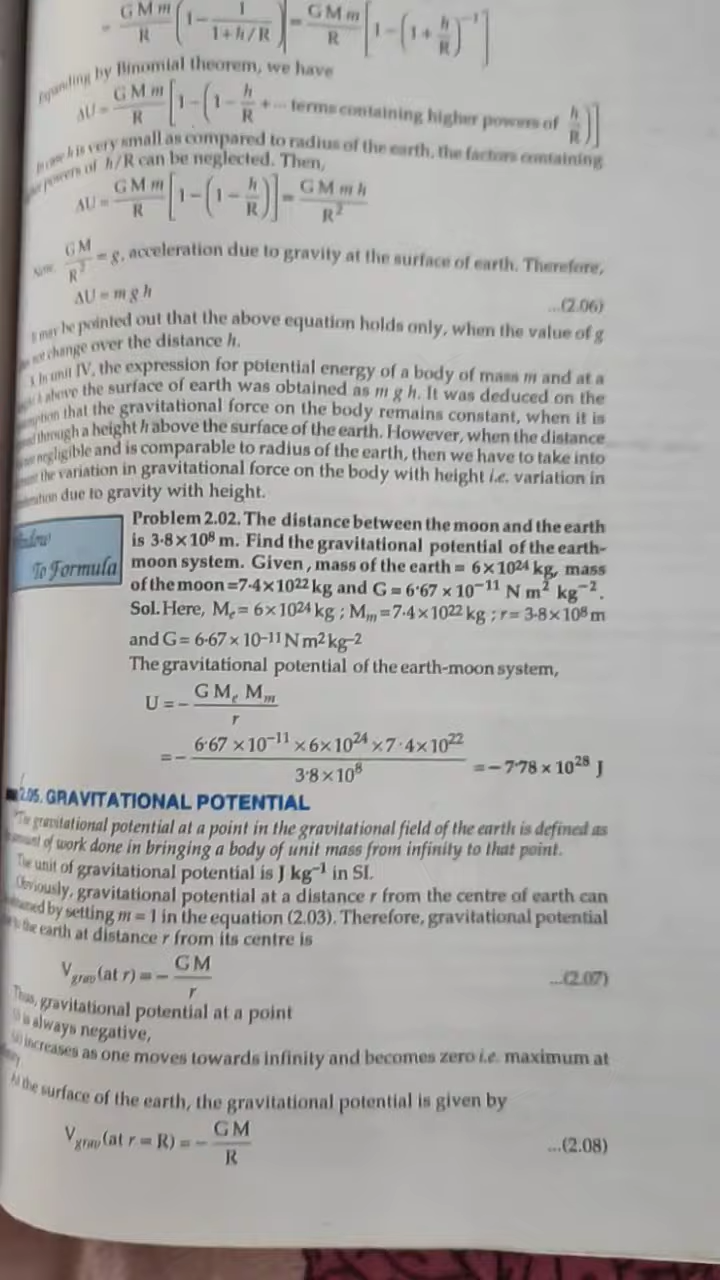 = GMm/R (1 - 1/(1+h/R)) = GMm/R [1 - (1 + h/R)⁻¹]
Expanding by Binomial theorem, we have
ΔU = GMm/R [1 - (1 - h/R + ... terms containing higher powers of h/R)]
In case h is very small as compared to radius of the earth, the factors containing
powers of h/R can be neglected. Then,
ΔU = GMm/R [1 - (1 - h/R)] = GMmh/R²
Now, GM/R² = g, acceleration due to gravity at the surface of earth. Therefore,
ΔU = mgh ...(2.06)
It may be pointed out that the above equation holds only, when the value of g
not change over the distance h.
In unit IV, the expression for potential energy of a body of mass m and at a
h above the surface of earth was obtained as m g h. It was deduced on the
that the gravitational force on the body remains constant, when it is
through a height h above the surface of the earth. However, when the distance
negligible and is comparable to radius of the earth, then we have to take into
the variation in gravitational force on the body with height i.e. variation in
due to gravity with height.
To Formula
Problem 2.02. The distance between the moon and the earth
is 3·8×10⁸ m. Find the gravitational potential of the earth-
moon system. Given, mass of the earth = 6×10²⁴ kg, mass
of the moon =7·4×10²² kg and G = 6·67 × 10⁻¹¹ N m² kg⁻².
Sol. Here, Mₑ = 6×10²⁴ kg ; Mₘ =7·4×10²² kg ; r = 3·8×10⁸ m
and G = 6·67 × 10⁻¹¹ N m² kg⁻²
The gravitational potential of the earth-moon system,
U = - G Mₑ Mₘ / r
= - 6·67 × 10⁻¹¹ × 6×10²⁴ × 7·4×10²² / 3·8×10⁸ = - 7·78 × 10²⁸ J
2.05. GRAVITATIONAL POTENTIAL
The gravitational potential at a point in the gravitational field of the earth is defined as
amount of work done in bringing a body of unit mass from infinity to that point.
The unit of gravitational potential is J kg⁻¹ in SI.
Obviously, gravitational potential at a distance r from the centre of earth can
by setting m = 1 in the equation (2.03). Therefore, gravitational potential
the earth at distance r from its centre is
V_grav (at r) = - GM/r ...(2.07)
Thus, gravitational potential at a point
is always negative,
increases as one moves towards infinity and becomes zero i.e. maximum at
At the surface of the earth, the gravitational potential is given by
V_grav (at r = R) = - GM/R ...(2.08)